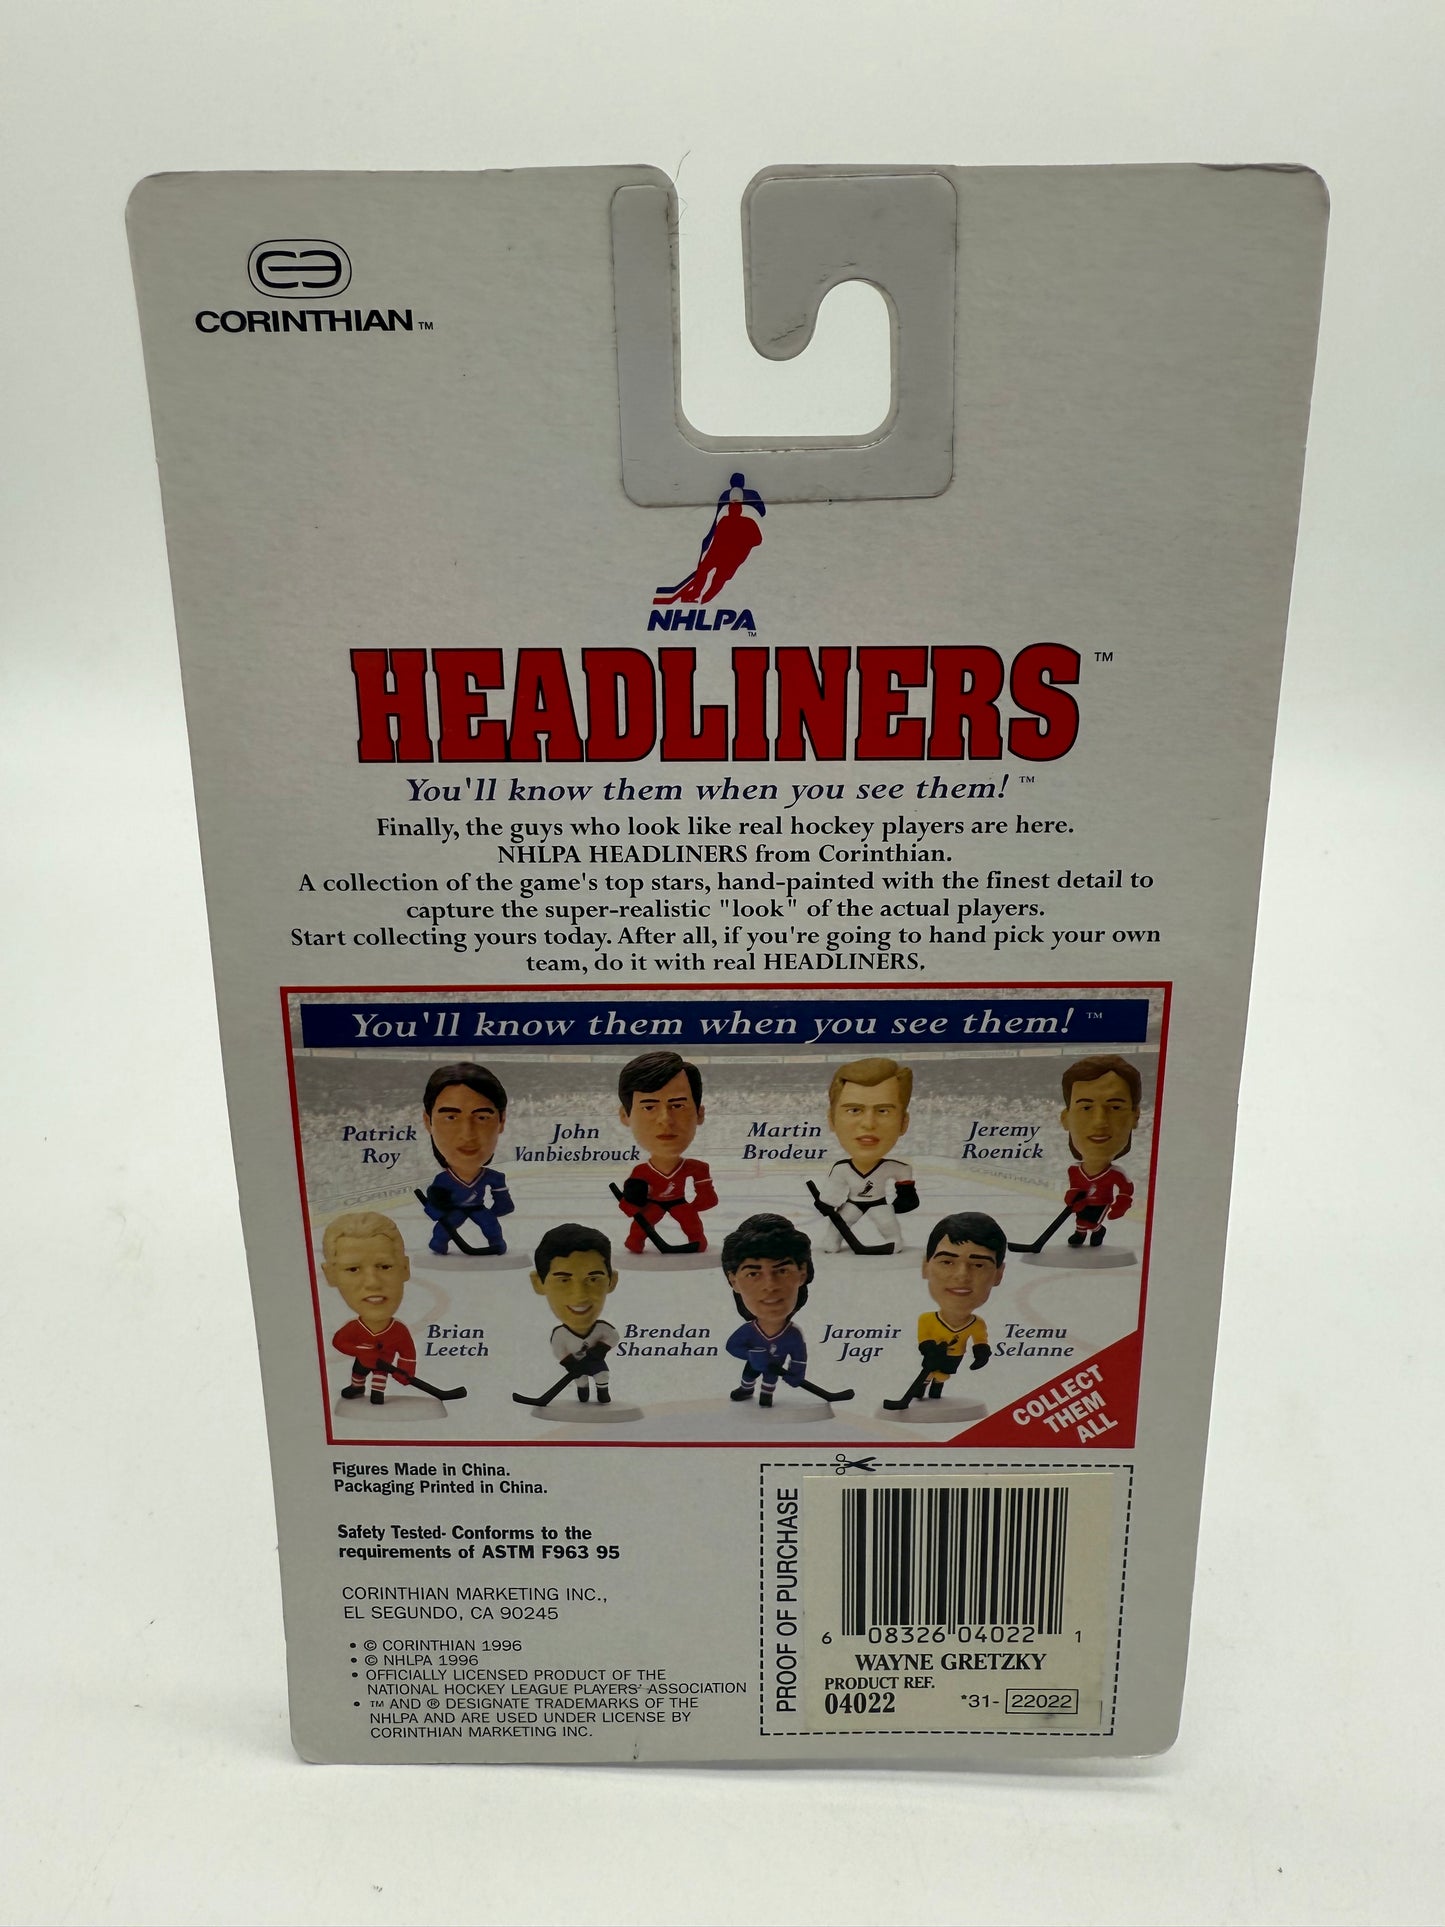 CORINTHIAN™
NHLPA™
HEADLINERS™
You'll know them when you see them! ™
Finally, the guys who look like real hockey players are here.
NHLPA HEADLINERS from Corinthian.
A collection of the game's top stars, hand-painted with the finest detail to
capture the super-realistic "look" of the actual players.
Start collecting yours today. After all, if you're going to hand pick your own
team, do it with real HEADLINERS.
You'll know them when you see them! ™
Patrick
Roy
John
Vanbiesbrouck
Martin
Brodeur
Jeremy
Roenick
CORINTHIAN
CORINTHIAN
Brian
Leetch
Brendan
Shanahan
Jaromir
Jagr
Teemu
Selanne
COLLECT
THEM
ALL
Figures Made in China.
Packaging Printed in China.
Safety Tested- Conforms to the
requirements of ASTM F963 95
CORINTHIAN MARKETING INC.,
EL SEGUNDO, CA 90245
• © CORINTHIAN 1996
• © NHLPA 1996
• OFFICIALLY LICENSED PRODUCT OF THE
NATIONAL HOCKEY LEAGUE PLAYERS' ASSOCIATION
• ™ AND ® DESIGNATE TRADEMARKS OF THE
NHLPA AND ARE USED UNDER LICENSE BY
CORINTHIAN MARKETING INC.
PROOF OF PURCHASE
6 08326 04022 1
WAYNE GRETZKY
PRODUCT REF.
04022 *31- 22022